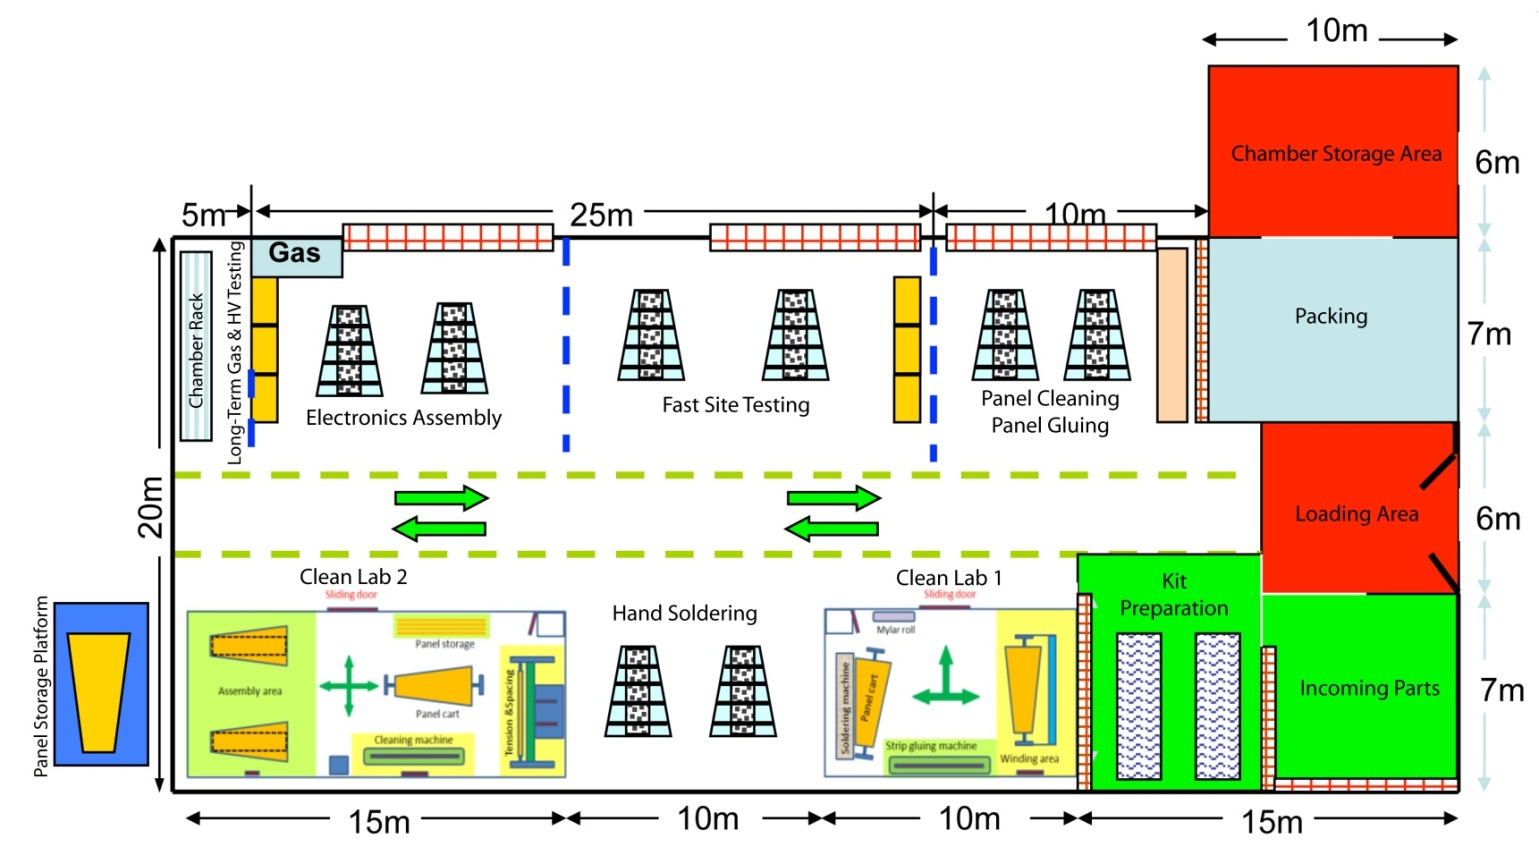 10m
Chamber Storage Area
6m
5m
25m
10m
Gas
Chamber Rack
Long-Term Gas & HV Testing
Electronics Assembly
Fast Site Testing
Panel Cleaning
Panel Gluing
Packing
7m
20m
Loading Area
6m
Panel Storage Platform
Clean Lab 2
Sliding door
Panel storage
Assembly area
Panel cart
Cleaning machine
Tension &Spacing
Hand Soldering
Clean Lab 1
Sliding door
Mylar roll
Soldering machine
Panel cart
Strip gluing machine
Winding area
Kit
Preparation
Incoming Parts
7m
15m
10m
10m
15m